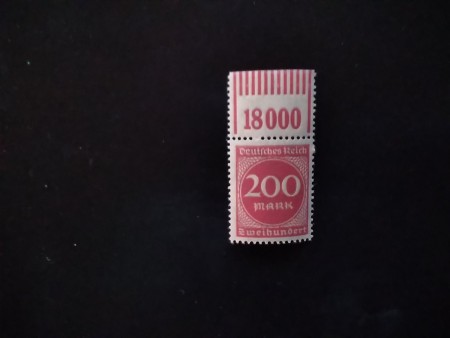 18000
Deutsches Reich
200
MARK
Zweihundert